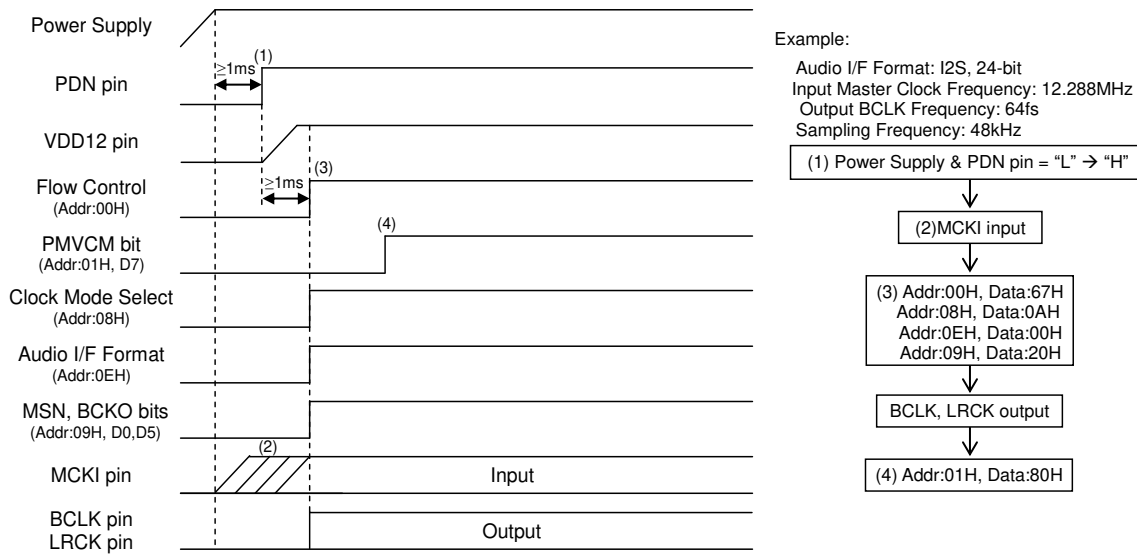 Power Supply
≥1ms
(1)
PDN pin
VDD12 pin
Flow Control
(Addr:00H)
≥1ms
(3)
PMVCM bit
(Addr:01H, D7)
(4)
Clock Mode Select
(Addr:08H)
Audio I/F Format
(Addr:0EH)
MSN, BCKO bits
(Addr:09H, D0,D5)
(2)
MCKI pin
Input
BCLK pin
LRCK pin
Output
Example:
Audio I/F Format: I2S, 24-bit
Input Master Clock Frequency: 12.288MHz
Output BCLK Frequency: 64fs
Sampling Frequency: 48kHz
(1) Power Supply & PDN pin = “L” → “H”
(2)MCKI input
(3) Addr:00H, Data:67H
Addr:08H, Data:0AH
Addr:0EH, Data:00H
Addr:09H, Data:20H
BCLK, LRCK output
(4) Addr:01H, Data:80H